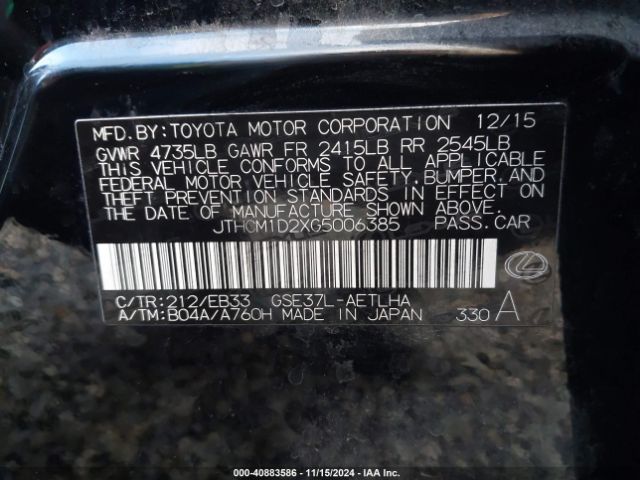 MFD. BY: TOYOTA MOTOR CORPORATION 12/15
GVWR 4735LB GAWR FR 2415LB RR 2545LB
THIS VEHICLE CONFORMS TO ALL APPLICABLE
FEDERAL MOTOR VEHICLE SAFETY, BUMPER, AND
THEFT PREVENTION STANDARDS IN EFFECT ON
THE DATE OF MANUFACTURE SHOWN ABOVE.
JTHCM1D2XG5006385 PASS. CAR
C/TR: 212/EB33 GSE37L-AETLHA
A/TM: B04A/A760H MADE IN JAPAN 330 A
000-40883586 - 11/15/2024 - IAA Inc.